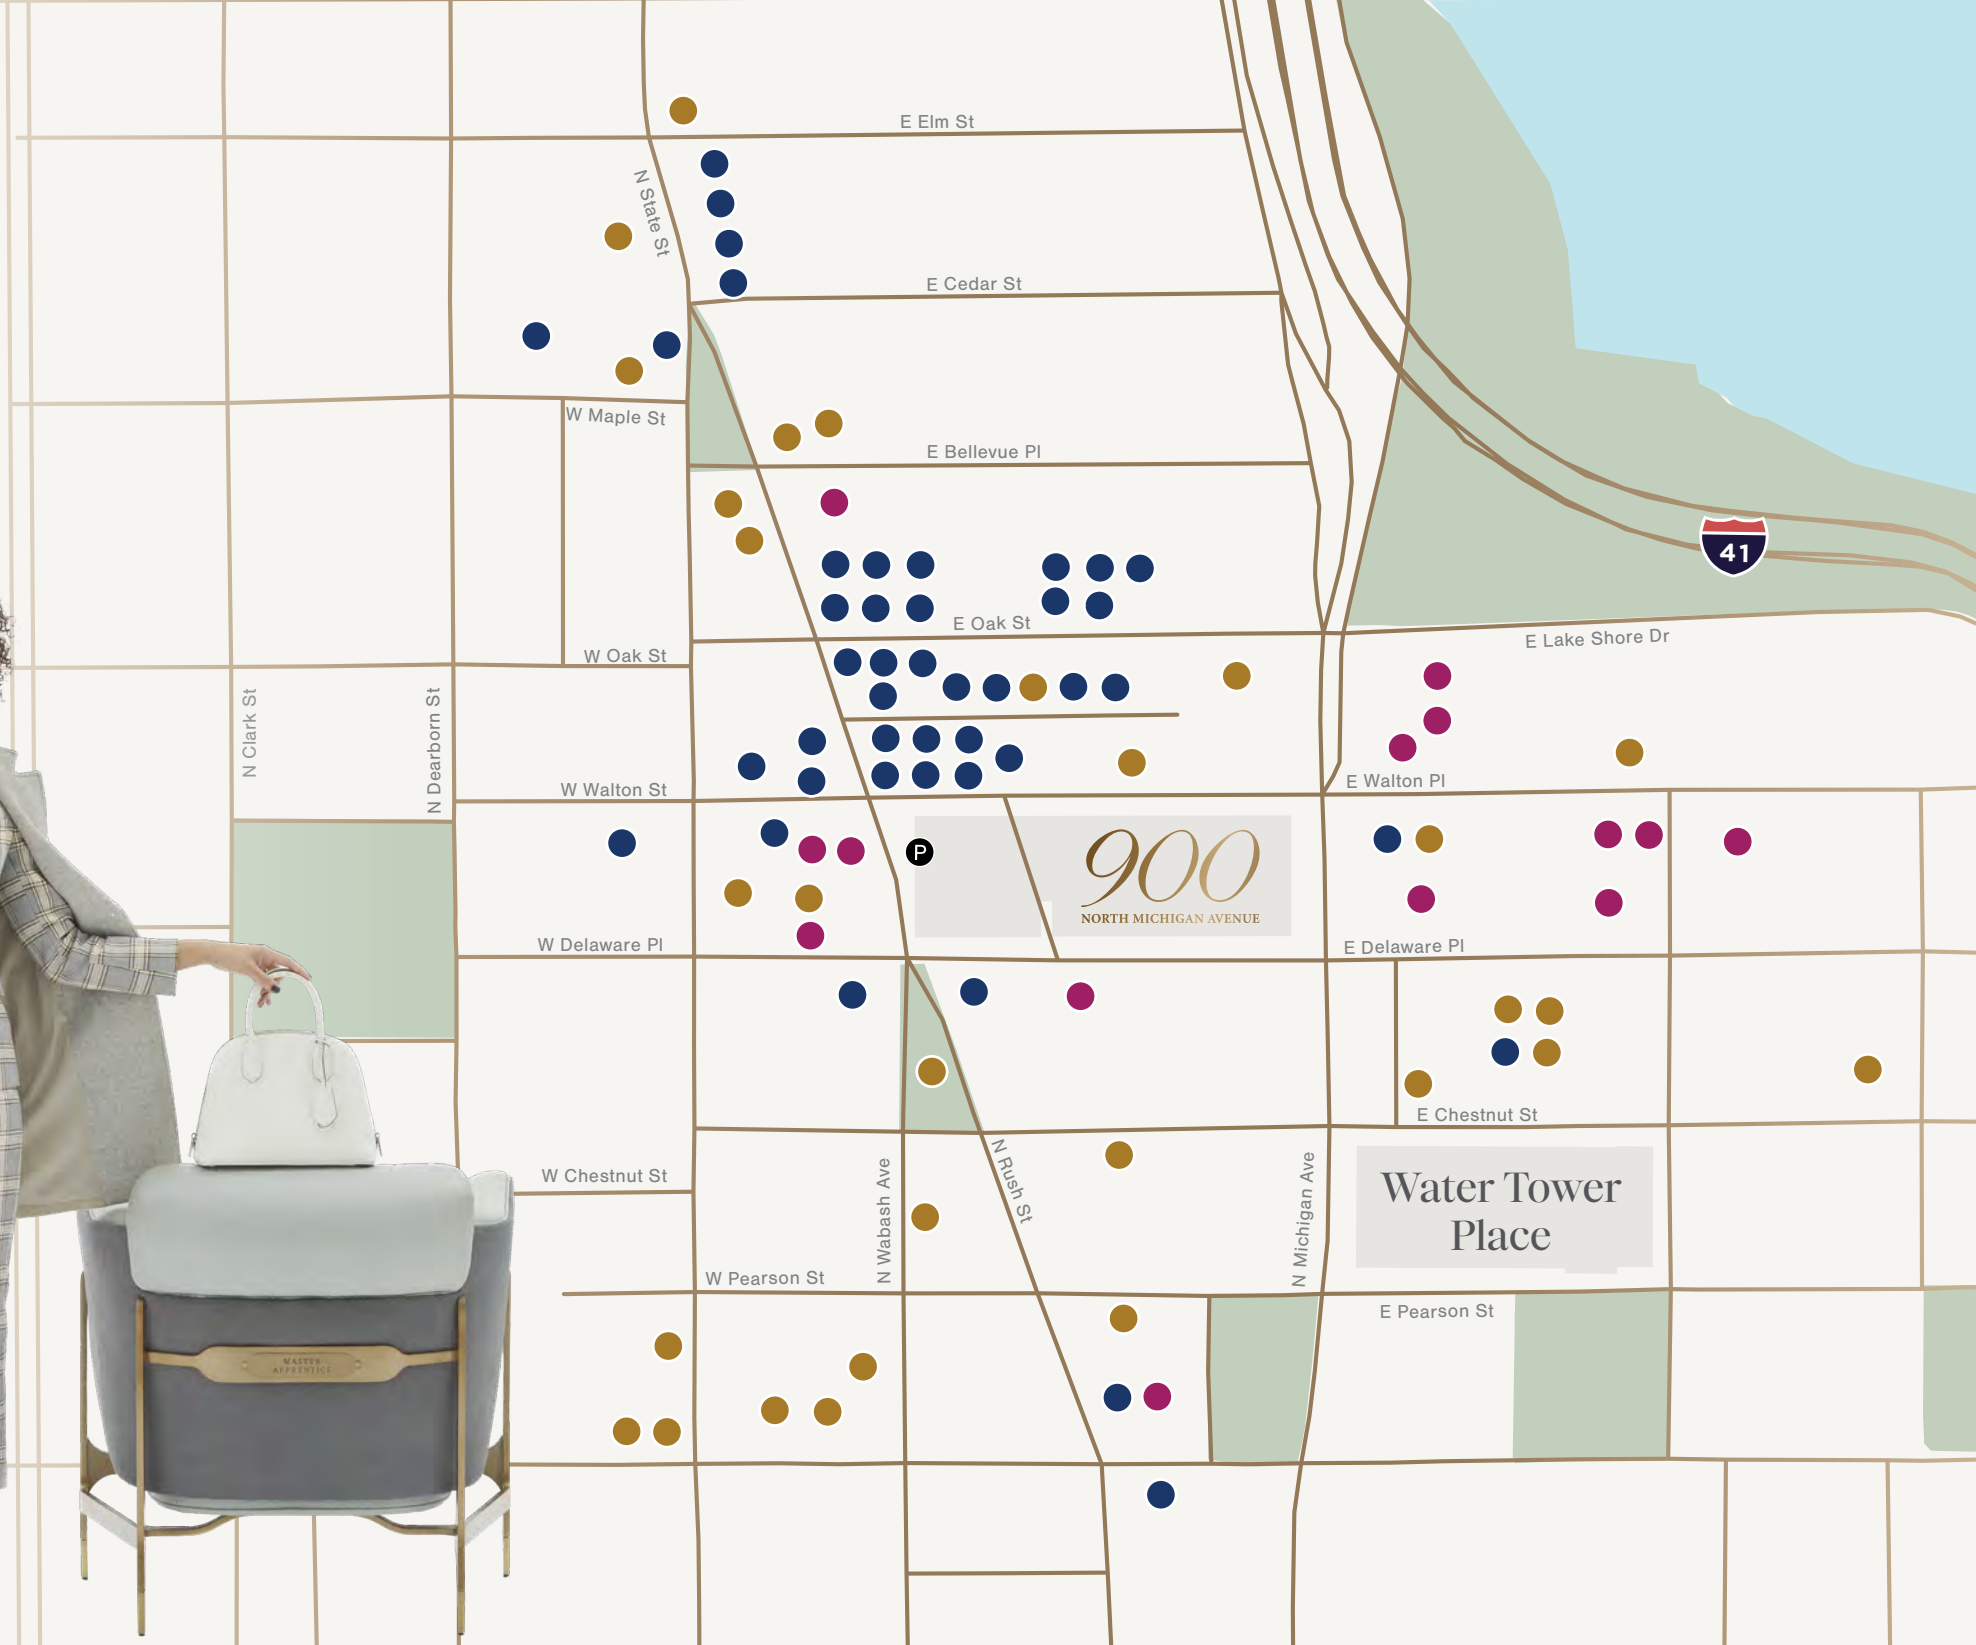 E Elm St
N State St
E Cedar St
W Maple St
E Bellevue Pl
41
E Oak St
E Lake Shore Dr
W Oak St
N Clark St
N Dearborn St
W Walton St
E Walton Pl
P
900
NORTH MICHIGAN AVENUE
W Delaware Pl
E Delaware Pl
E Chestnut St
W Chestnut St
N Wabash Ave
N Rush St
N Michigan Ave
Water Tower
Place
W Pearson St
E Pearson St
MASTER
APPRENTICE